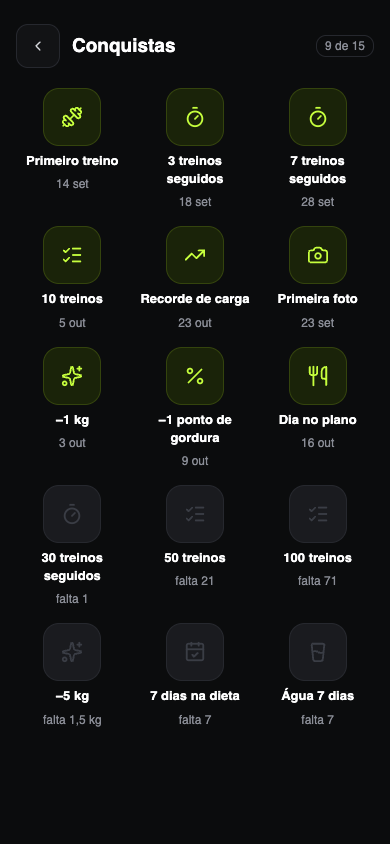 Conquistas
9 de 15
Primeiro treino
14 set
3 treinos
seguidos
18 set
7 treinos
seguidos
28 set
10 treinos
5 out
Recorde de carga
23 out
Primeira foto
23 set
–1 kg
3 out
–1 ponto de
gordura
9 out
Dia no plano
16 out
30 treinos
seguidos
falta 1
50 treinos
falta 21
100 treinos
falta 71
–5 kg
falta 1,5 kg
7 dias na dieta
falta 7
Água 7 dias
falta 7